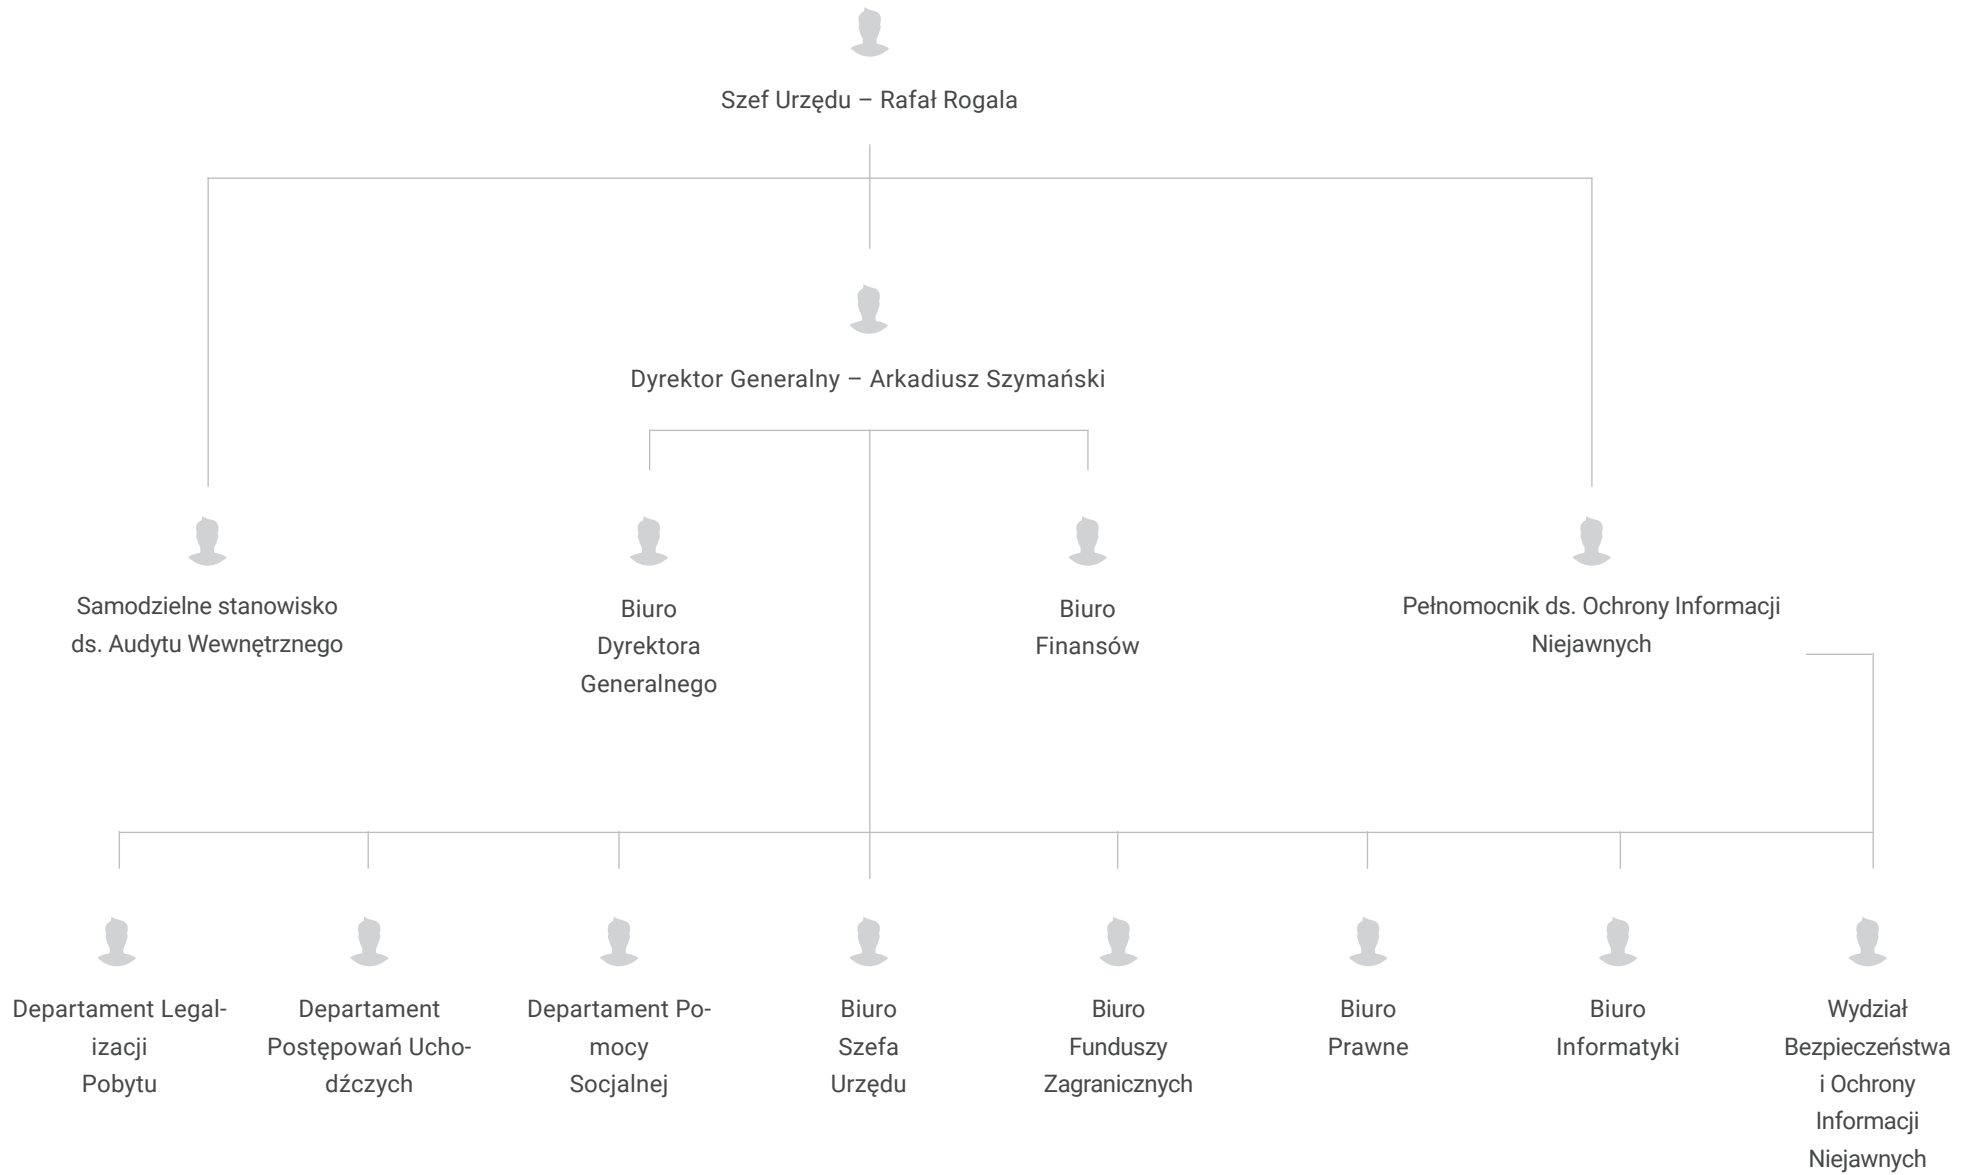 Szef Urzędu – Rafał Rogala
Dyrektor Generalny – Arkadiusz Szymański
Samodzielne stanowisko
ds. Audytu Wewnętrznego
Biuro
Dyrektora
Generalnego
Biuro
Finansów
Pełnomocnik ds. Ochrony Informacji
Niejawnych
Departament Legal-
izacji
Pobytu
Departament
Postępowań Ucho-
dźczych
Departament Po-
mocy
Socjalnej
Biuro
Szefa
Urzędu
Biuro
Funduszy
Zagranicznych
Biuro
Prawne
Biuro
Informatyki
Wydział
Bezpieczeństwa
i Ochrony
Informacji
Niejawnych